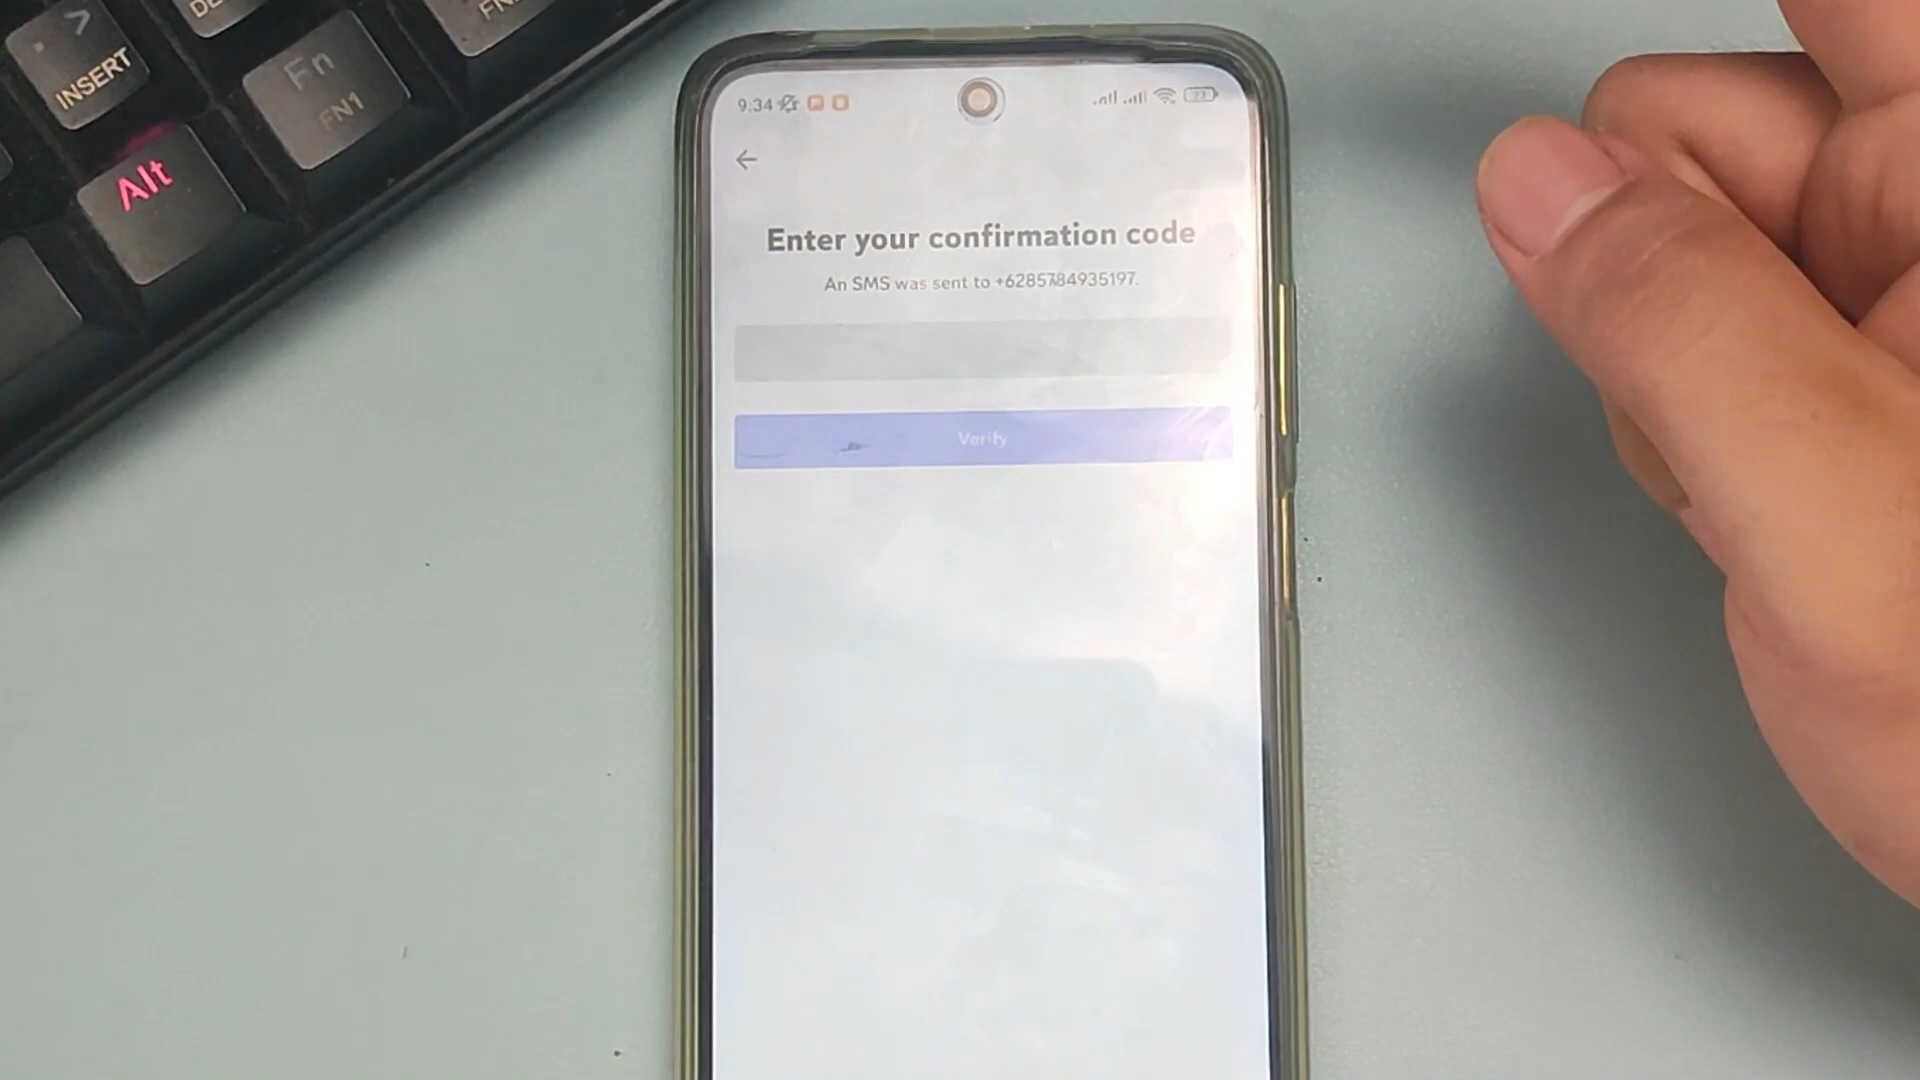 INSERT
Fn
FN1
Alt
9:34
Enter your confirmation code
An SMS was sent to +6285784935197.
Verify